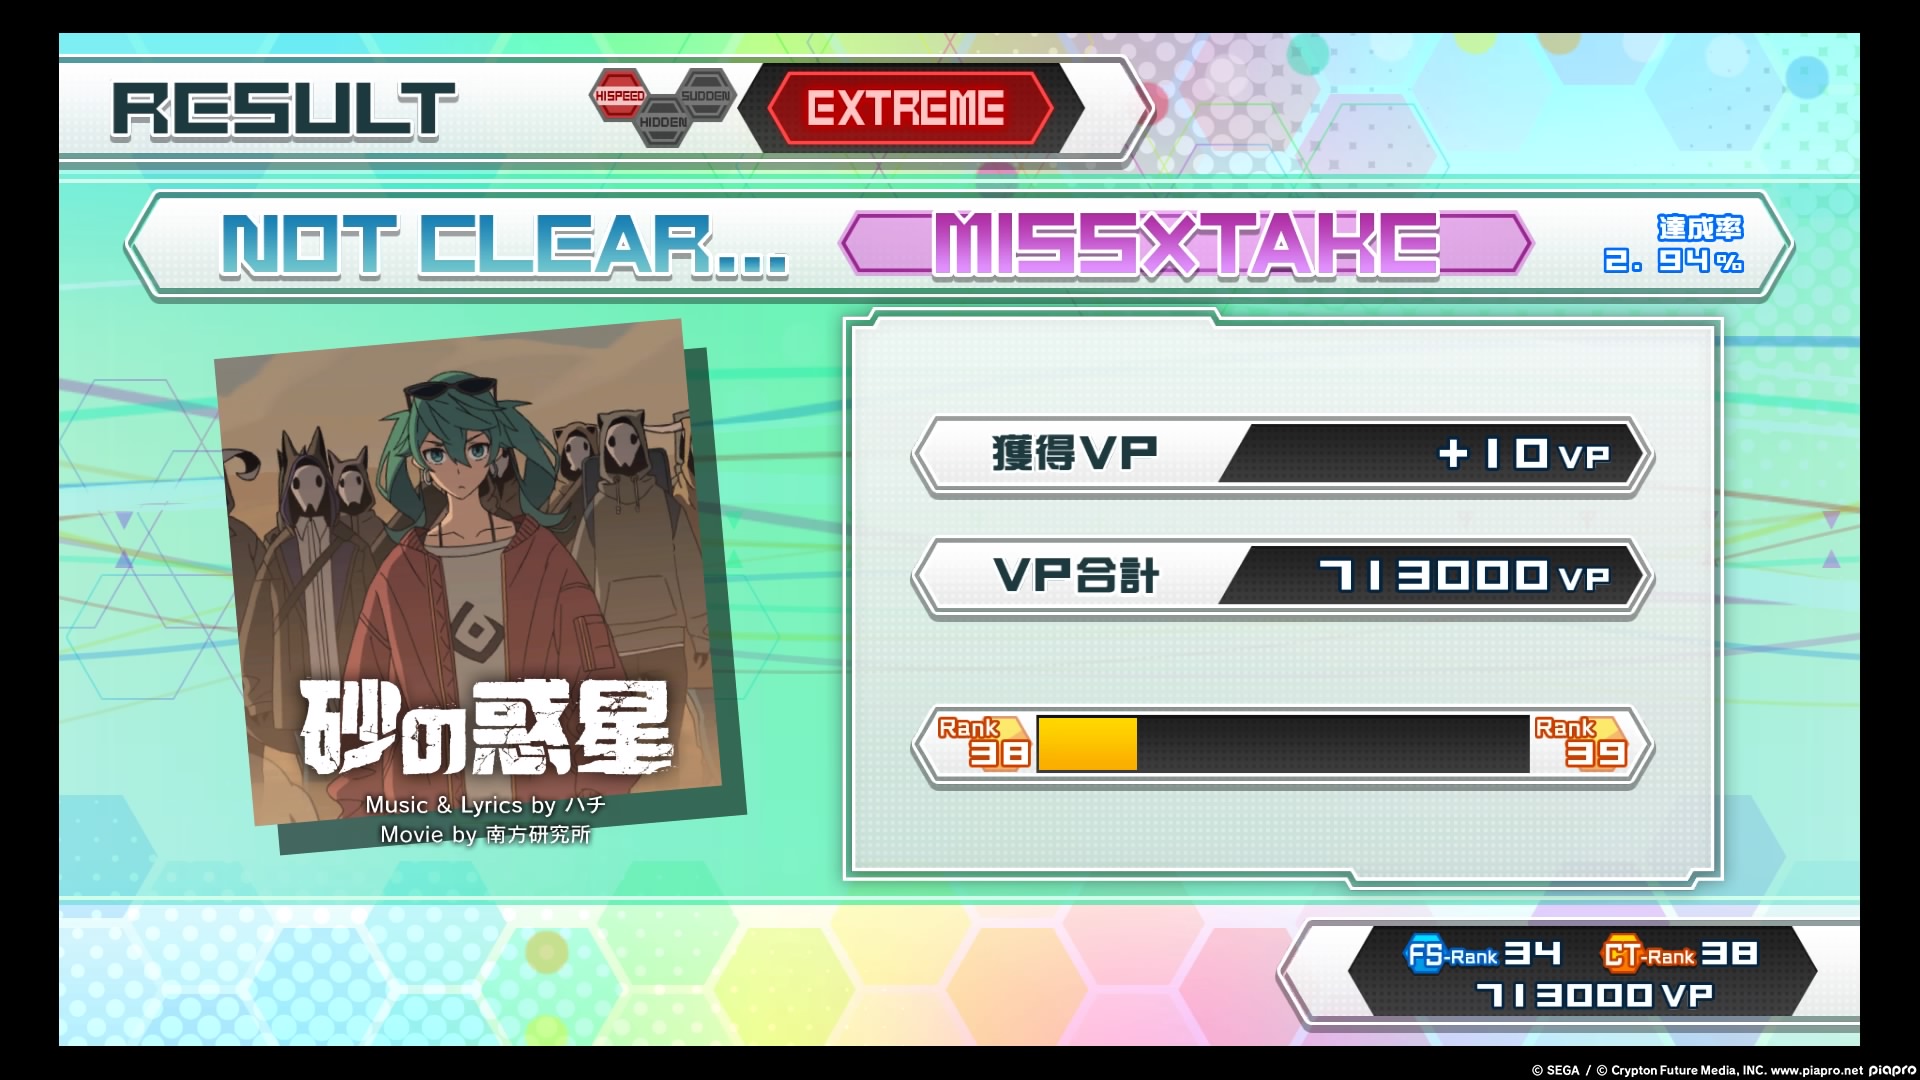 RESULT
HISPEED
HIDDEN
SUDDEN
EXTREME
NOT CLEAR...
MISS×TAKE
達成率
2.94%
砂の惑星
Music & Lyrics by ハチ
Movie by 南方研究所
獲得VP
+10VP
VP合計
713000VP
Rank
38
Rank
39
FS-Rank 34
CT-Rank 38
713000VP
© SEGA / © Crypton Future Media, INC. www.piapro.net piapro